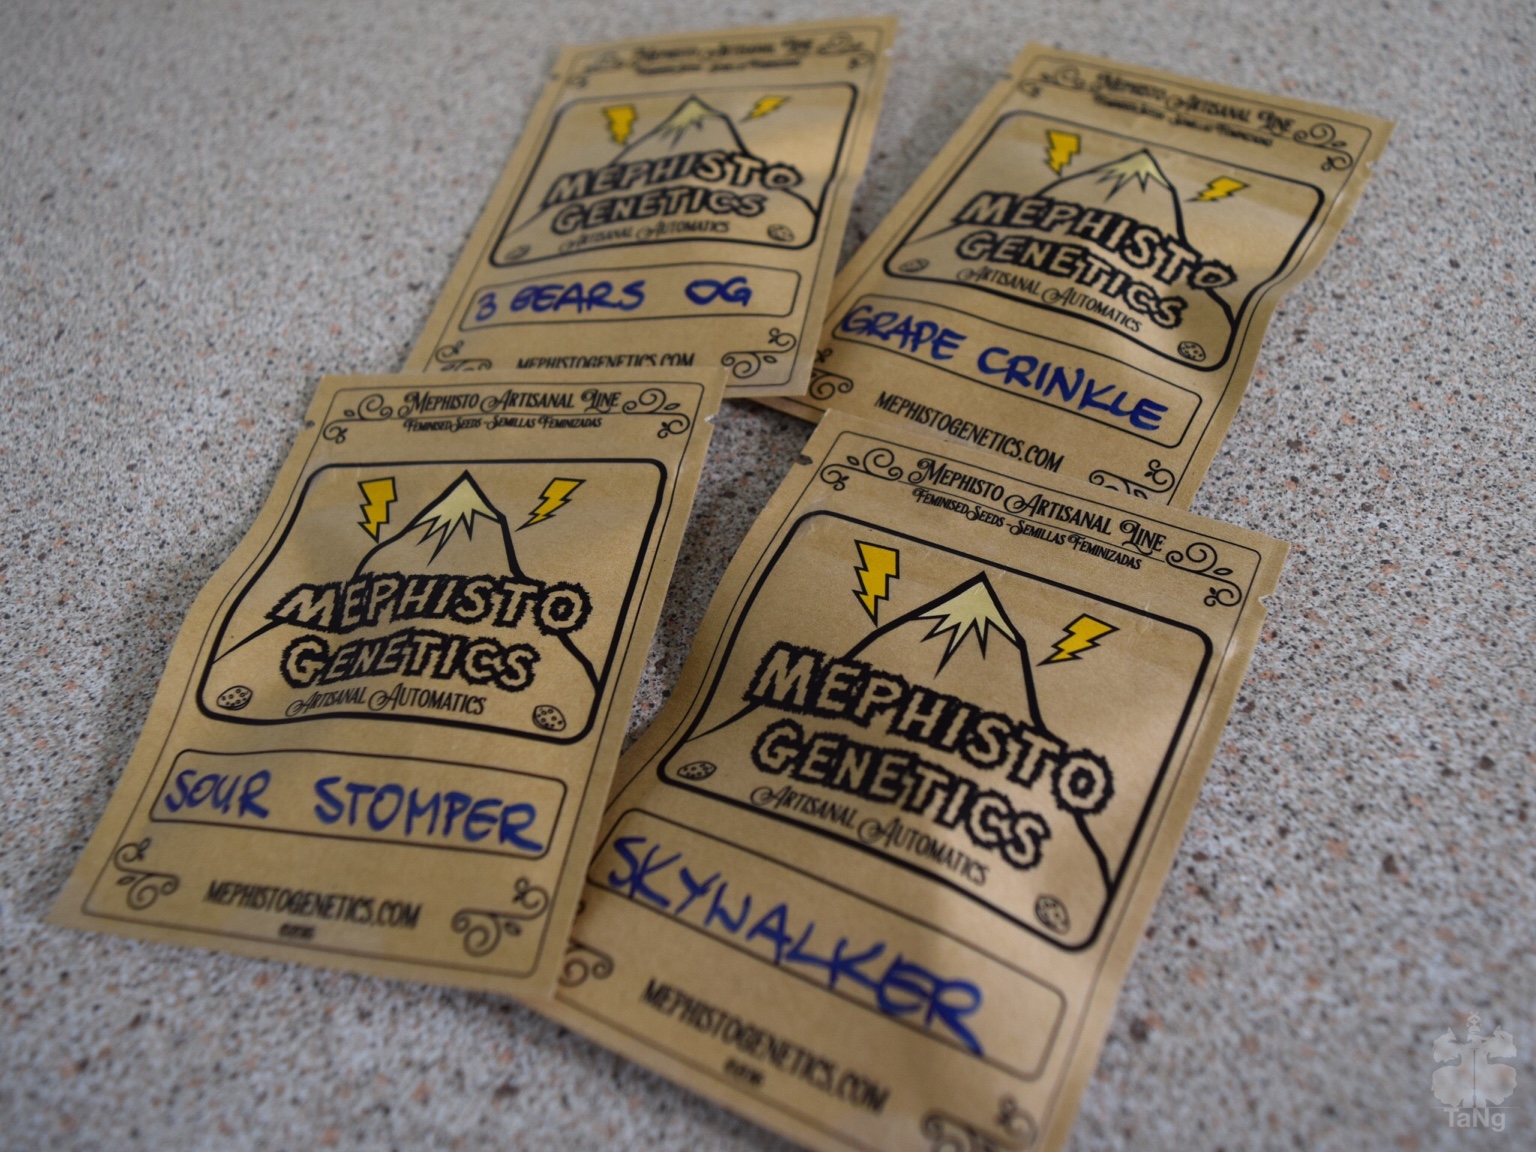 MEPHISTO ARTISANAL LINE
MEPHISTO
GENETICS
ARTISANAL AUTOMATICS
3 BEARS OG
MEPHISTOGENETICS.COM
MEPHISTO ARTISANAL LINE
MEPHISTO
GENETICS
ARTISANAL AUTOMATICS
GRAPE CRINKLE
MEPHISTOGENETICS.COM
MEPHISTO ARTISANAL LINE
FEMINISED SEEDS - SEMILLAS FEMINIZADAS
MEPHISTO
GENETICS
ARTISANAL AUTOMATICS
SOUR STOMPER
MEPHISTOGENETICS.COM
MEPHISTO ARTISANAL LINE
FEMINISED SEEDS - SEMILLAS FEMINIZADAS
MEPHISTO
GENETICS
ARTISANAL AUTOMATICS
SKYWALKER
MEPHISTOGENETICS.COM
TaNg